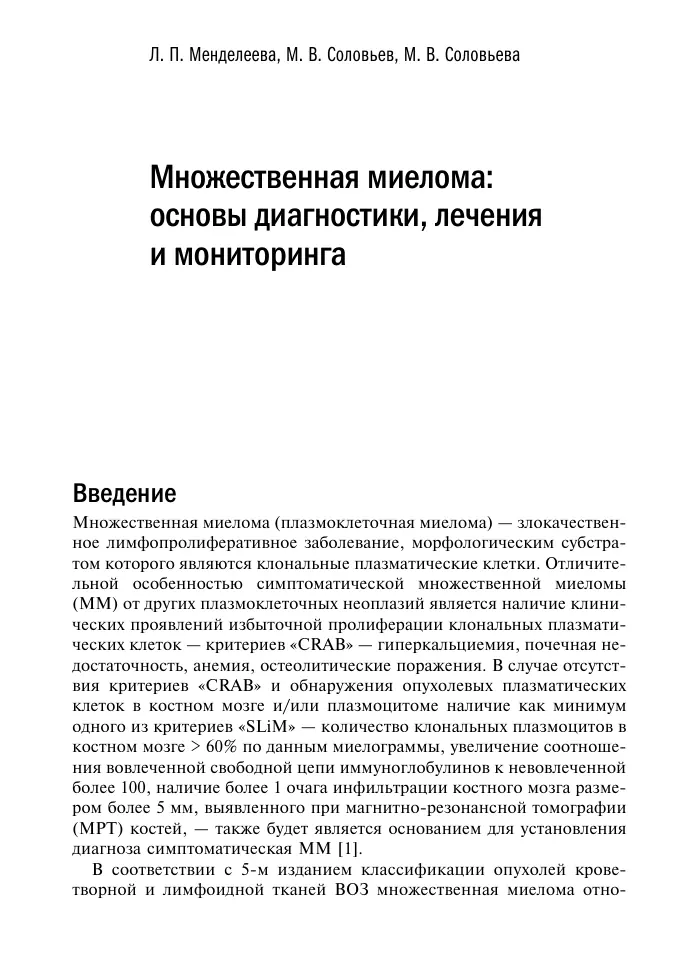 Л. П. Менделеева, М. В. Соловьев, М. В. Соловьева
Множественная миелома:
основы диагностики, лечения
и мониторинга
Введение
Множественная миелома (плазмоклеточная миелома) — злокачествен-
ное лимфопролиферативное заболевание, морфологическим субстра-
том которого являются клональные плазматические клетки. Отличите-
льной особенностью симптоматической множественной миеломы
(ММ) от других плазмоклеточных неоплазий является наличие клини-
ческих проявлений избыточной пролиферации клональных плазмати-
ческих клеток — критериев «CRAB» — гиперкальциемия, почечная не-
достаточность, анемия, остеолитические поражения. В случае отсутст-
вия критериев «CRAB» и обнаружения опухолевых плазматических
клеток в костном мозге и/или плазмоцитоме наличие как минимум
одного из критериев «SLiM» — количество клональных плазмоцитов в
костном мозге > 60% по данным миелограммы, увеличение соотноше-
ния вовлеченной свободной цепи иммуноглобулинов к невовлеченной
более 100, наличие более 1 очага инфильтрации костного мозга разме-
ром более 5 мм, выявленного при магнитно-резонансной томографии
(МРТ) костей, — также будет является основанием для установления
диагноза симптоматическая ММ [1].
В соответствии с 5-м изданием классификации опухолей крове-
творной и лимфоидной тканей ВОЗ множественная миелома отно-